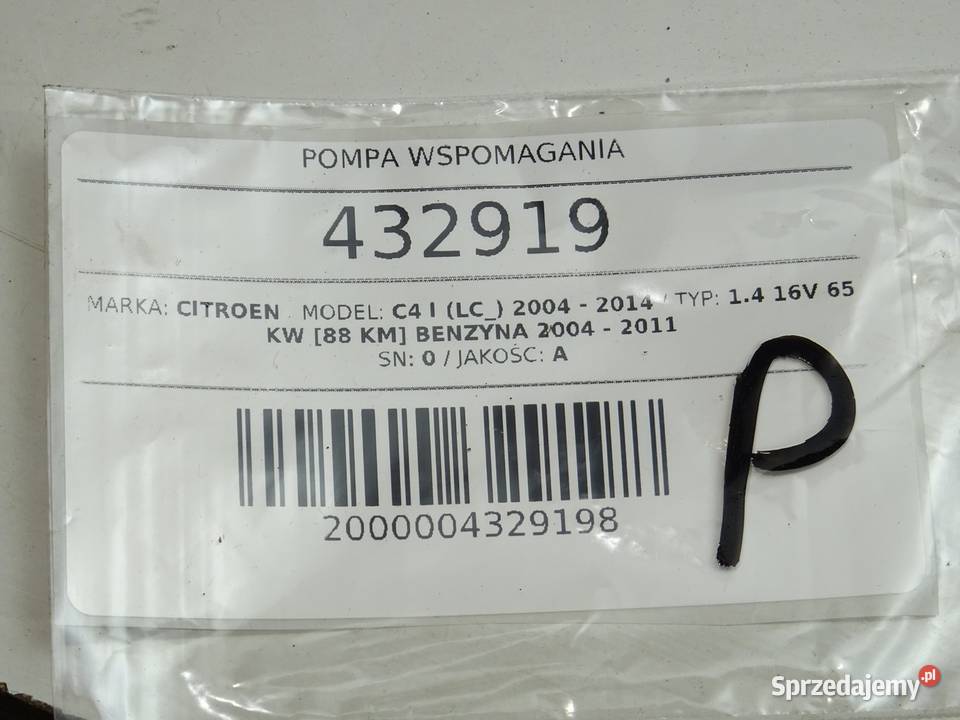 POMPA WSPOMAGANIA
432919
MARKA: CITROEN / MODEL: C4 I (LC_) 2004 - 2014 / TYP: 1.4 16V 65
KW [88 KM] BENZYNA 2004 - 2011
SN: 0 / JAKOŚĆ: A
P
2000004329198
Sprzedajemy.pl